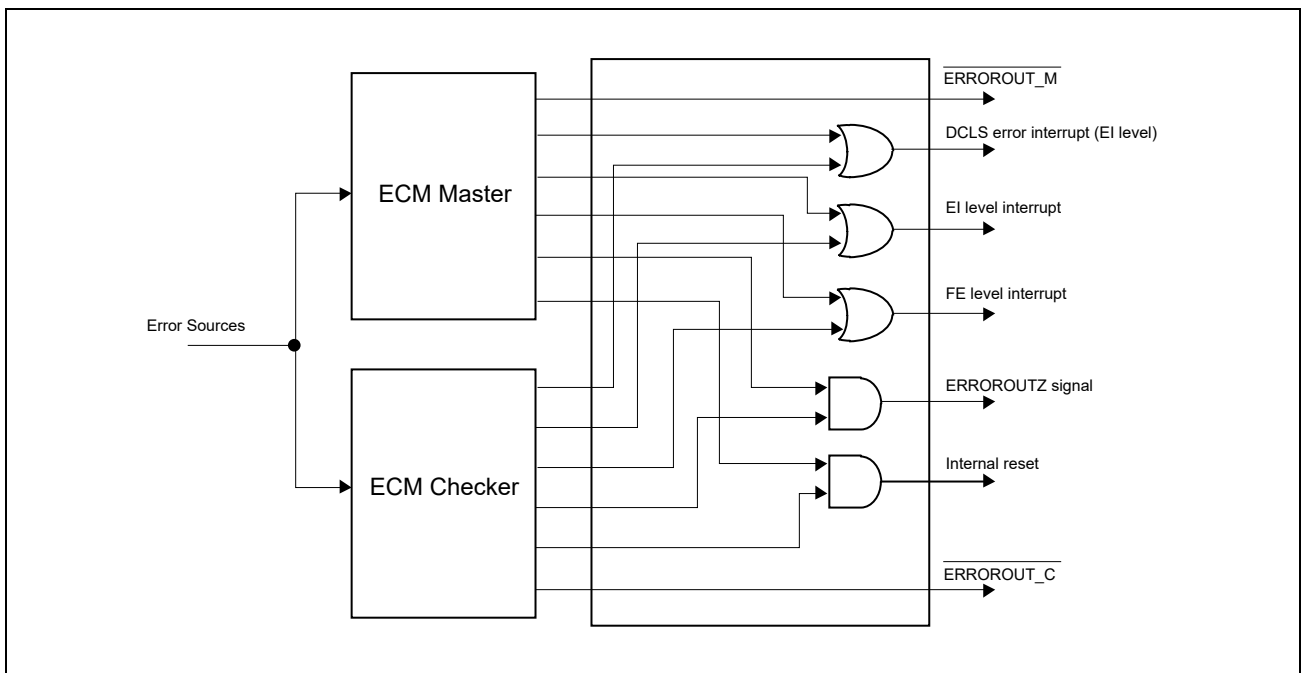 ERROROUT_M
DCLS error interrupt (EI level)
ECM Master
EI level interrupt
FE level interrupt
Error Sources
ERROROUTZ signal
Internal reset
ECM Checker
ERROROUT_C